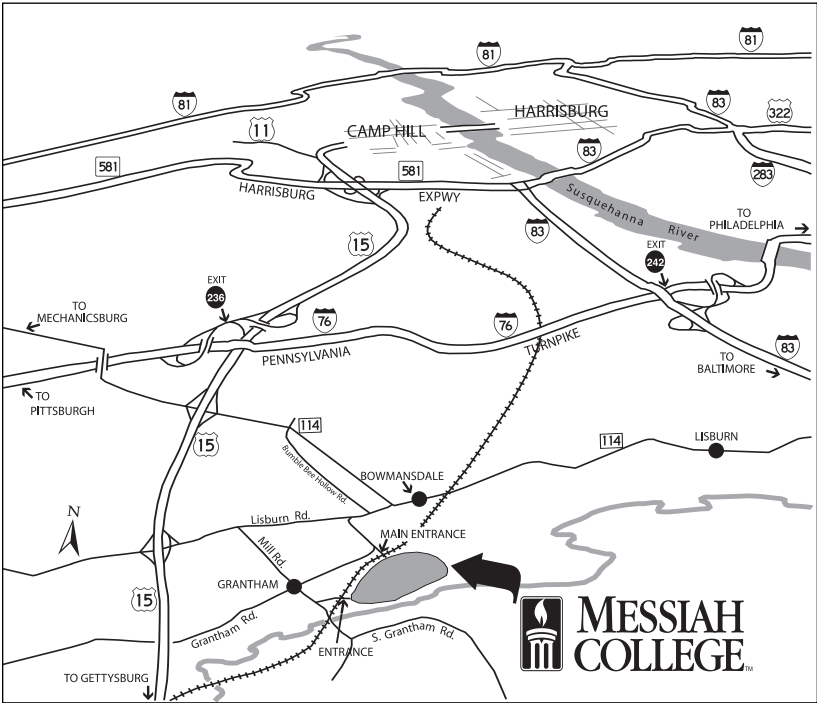 81
81
81
83
322
11
CAMP HILL
HARRISBURG
83
283
581
581
HARRISBURG
EXPWY
Susquehanna River
TO
PHILADELPHIA
83
15
EXIT
242
EXIT
236
TO
MECHANICSBURG
76
76
PENNSYLVANIA
TURNPIKE
83
TO
BALTIMORE
TO
PITTSBURGH
15
114
Bumble Bee Hollow Rd.
114
LISBURN
BOWMANSDALE
N
Lisburn Rd.
MAIN ENTRANCE
Mill Rd.
GRANTHAM
15
Grantham Rd.
S. Grantham Rd.
ENTRANCE
TO GETTYSBURG
MESSIAH
COLLEGE™